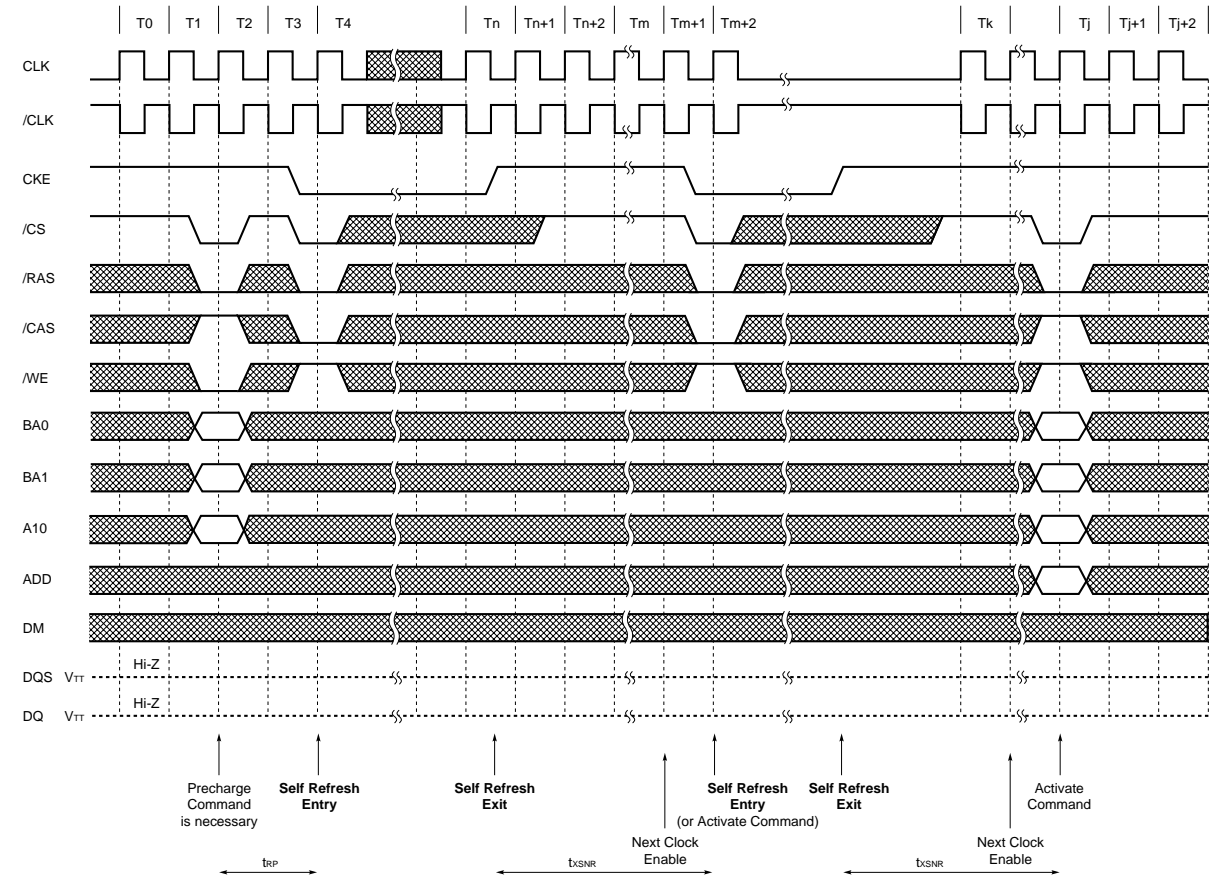 T0 T1 T2 T3 T4 Tn Tn+1 Tn+2 Tm Tm+1 Tm+2 Tk Tj Tj+1 Tj+2
CLK
/CLK
CKE
/CS
/RAS
/CAS
/WE
BA0
BA1
A10
ADD
DM
Hi-Z
DQS VTT
Hi-Z
DQ VTT
Precharge
Command
is necessary
Self Refresh
Entry
Self Refresh
Exit
Self Refresh
Entry
(or Activate Command)
Self Refresh
Exit
Activate
Command
Next Clock
Enable
Next Clock
Enable
tRP
tXSNR
tXSNR